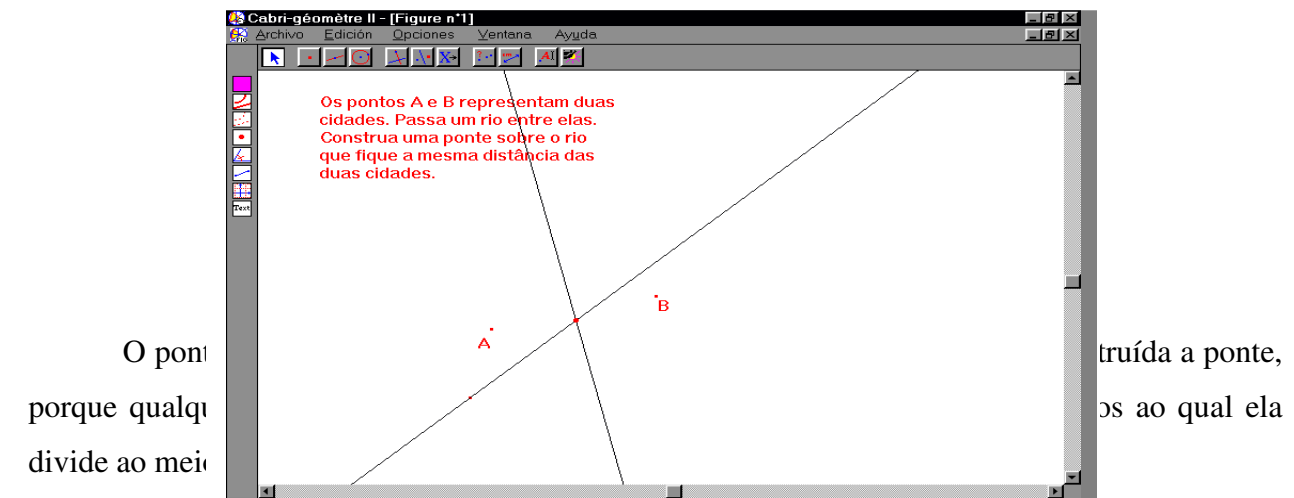 Cabri-géomètre II - [Figure n°1]
Archivo Edición Opciones Ventana Ayuda
Os pontos A e B representam duas
cidades. Passa um rio entre elas.
Construa uma ponte sobre o rio
que fique a mesma distância das
duas cidades.
Text
B
A
O pont truída a ponte,
porque qualqu os ao qual ela
divide ao meio